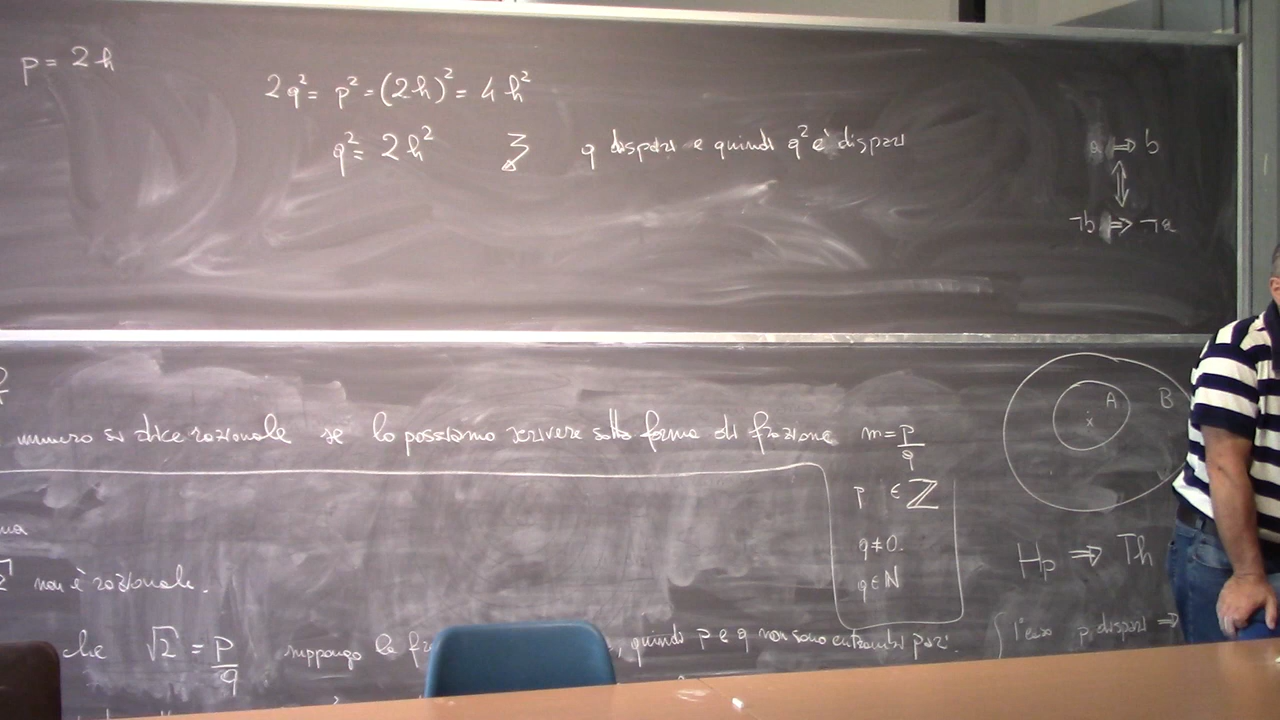 p = 2h
2q² = p² = (2h)² = 4h²
q² = 2h² q dispari e quindi q² è dispari
a ⇒ b
⇕
¬b ⇒ ¬a
p
numero si dice razionale se lo possiamo scrivere sotto forma di frazione m = p/q
p ∈ ℤ
q ≠ 0.
q ∈ ℕ
A B
x
Hp ⇒ Th
non è razionale.
che √2 = p/q suppongo la fr , quindi p e q non sono entrambi pari.
1° caso p dispari ⇒